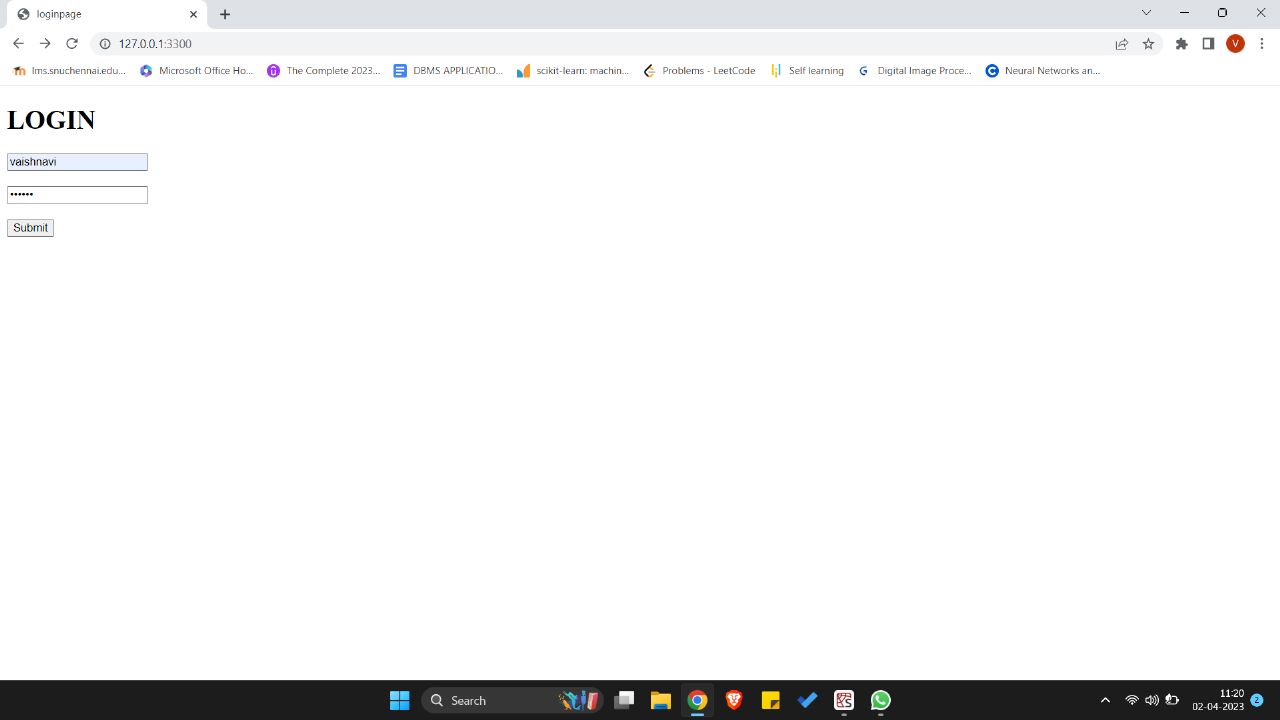 loginpage
127.0.0.1:3300
lms.snuchennai.edu... Microsoft Office Ho... The Complete 2023... DBMS APPLICATIO... scikit-learn: machin... Problems - LeetCode Self learning Digital Image Proce... Neural Networks an...
V
LOGIN
vaishnavi
••••••
Submit
Search
11:20
02-04-2023
2